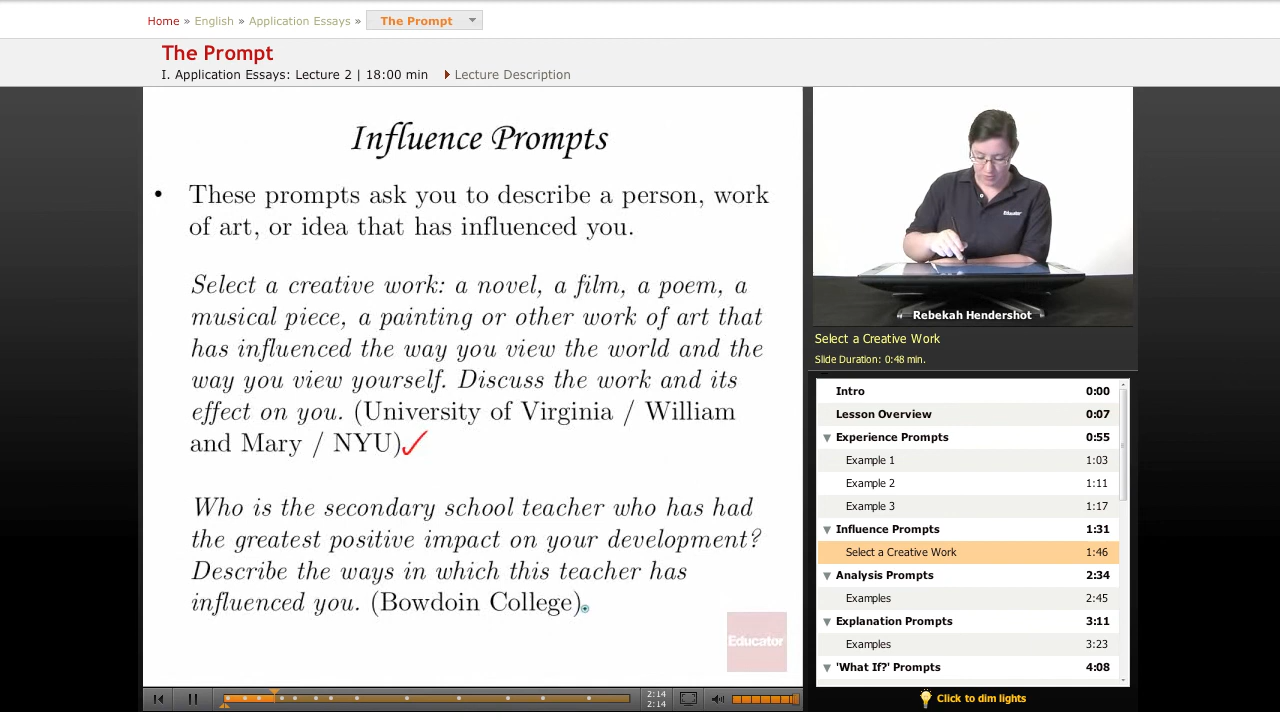 Home » English » Application Essays » The Prompt
The Prompt
I. Application Essays: Lecture 2 | 18:00 min Lecture Description
Influence Prompts
• These prompts ask you to describe a person, work
of art, or idea that has influenced you.
Select a creative work: a novel, a film, a poem, a
musical piece, a painting or other work of art that
has influenced the way you view the world and the
way you view yourself. Discuss the work and its
effect on you. (University of Virginia / William
and Mary / NYU)
Who is the secondary school teacher who has had
the greatest positive impact on your development?
Describe the ways in which this teacher has
influenced you. (Bowdoin College)
Educator
2:14
2:14
Educator
Rebekah Hendershot
Select a Creative Work
Slide Duration: 0:48 min.
Intro 0:00
Lesson Overview 0:07
Experience Prompts 0:55
Example 1 1:03
Example 2 1:11
Example 3 1:17
Influence Prompts 1:31
Select a Creative Work 1:46
Analysis Prompts 2:34
Examples 2:45
Explanation Prompts 3:11
Examples 3:23
'What If?' Prompts 4:08
Click to dim lights